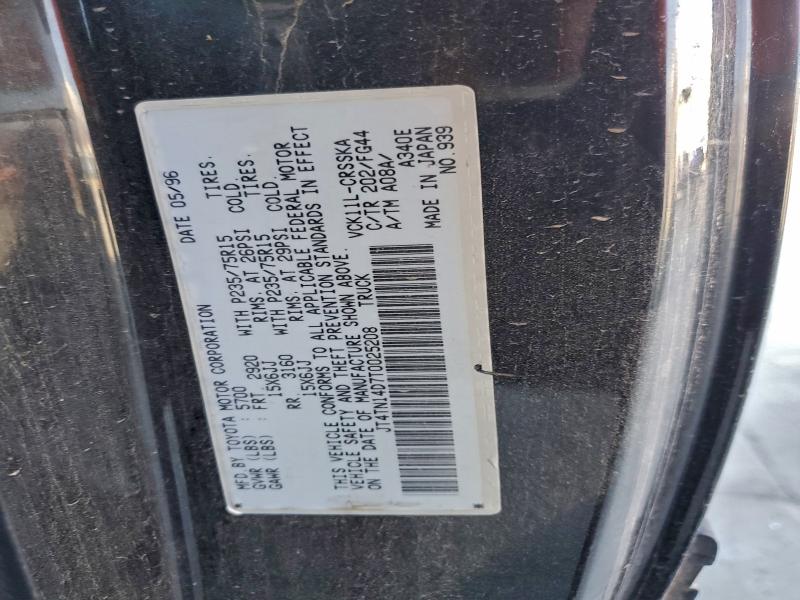 MFD BY TOYOTA MOTOR CORPORATION DATE 05/96
GVWR (LBS) : 5700
GAWR (LBS) : FRT 2920 WITH P235/75R15 TIRES.
15X6JJ RIMS. AT 26PSI COLD
RR 3160 WITH P235/75R15 TIRES.
15X6JJ RIMS. AT 29PSI COLD.
THIS VEHICLE CONFORMS TO ALL APPLICABLE FEDERAL MOTOR
VEHICLE SAFETY AND THEFT PREVENTION STANDARDS IN EFFECT
ON THE DATE OF MANUFACTURE SHOWN ABOVE.
JT4TN14D7T0025208 TRUCK VCK11L-CRSSKA
C/TR 202/FG44
A/TM A08A/ A340E
MADE IN JAPAN
NO.939